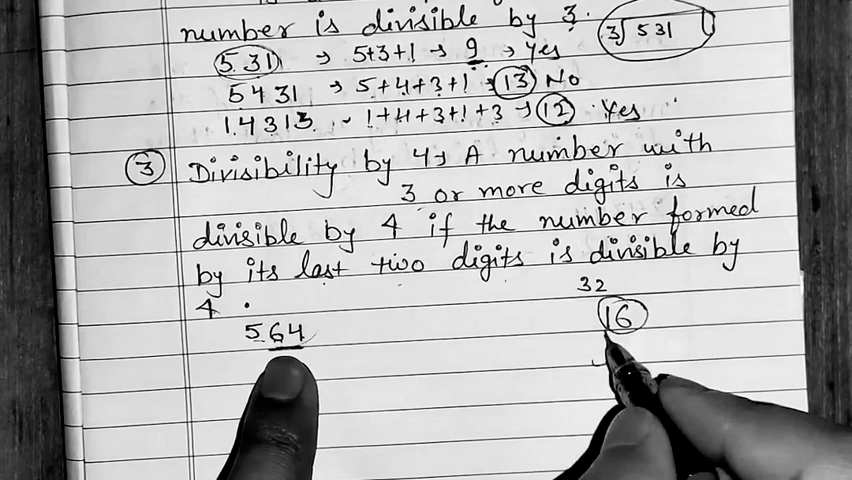 number is divisible by 3.
3 531
531 → 5+3+1 → 9 → Yes
5431 → 5+4+3+1 → 13 No
14313 - 1+4+3+1+3 → 12 Yes
③ Divisibility by 4→ A number with
3 or more digits is
divisible by 4 if the number formed
by its last two digits is divisible by
4.
32
564 16